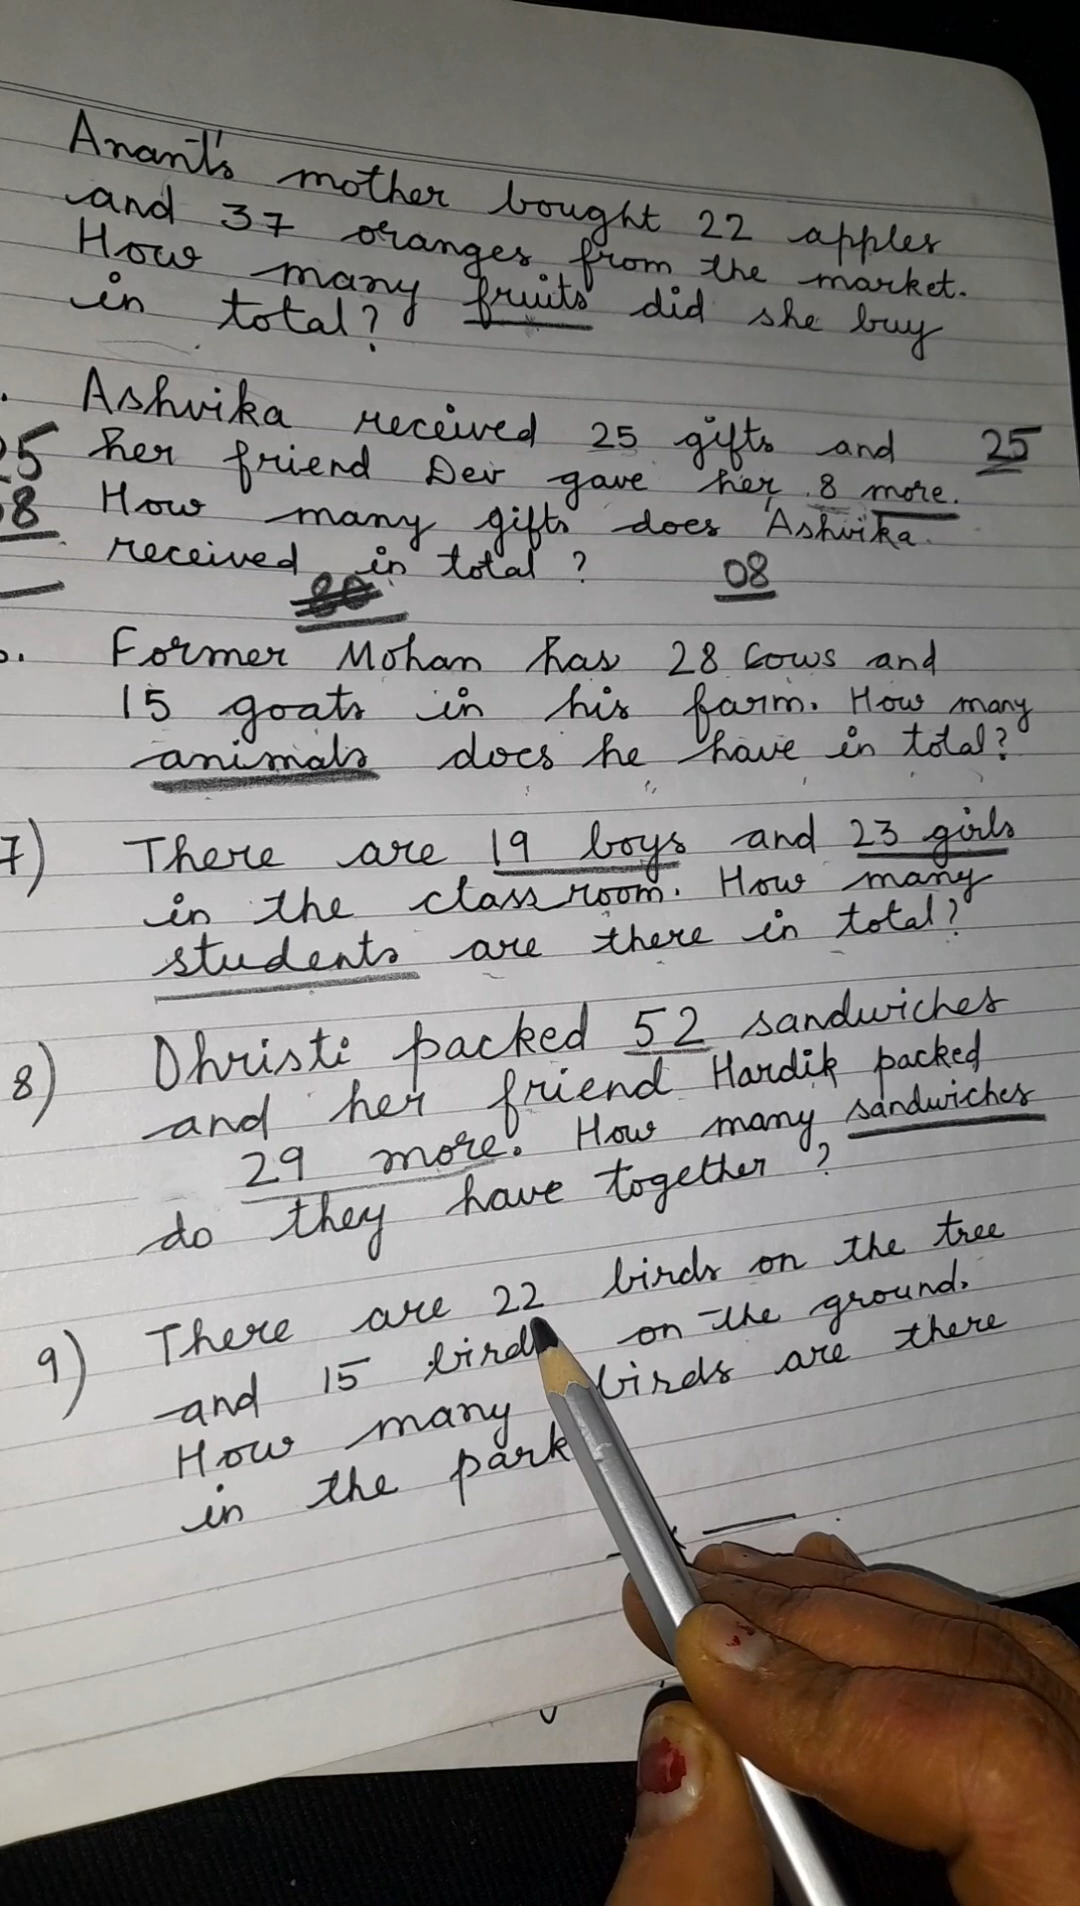 Anant's mother bought 22 apples
and 37 oranges from the market.
How many fruits did she buy
in total?
Ashvika received 25 gifts and 25
25 her friend Dev gave her 8 more.
08 How many gifts does Ashvika.
received in total ? 08
Former Mohan has 28 Cows and
15 goats in his farm. How many
animals does he have in total?
7) There are 19 boys and 23 girls
in the classroom. How many
students are there in total?
8) Dhristi packed 52 sandwiches
and her friend Hardik packed
29 more. How many sandwiches
do they have together ?
9) There are 22 birds on the tree
and 15 birds on the ground.
How many birds are there
in the park